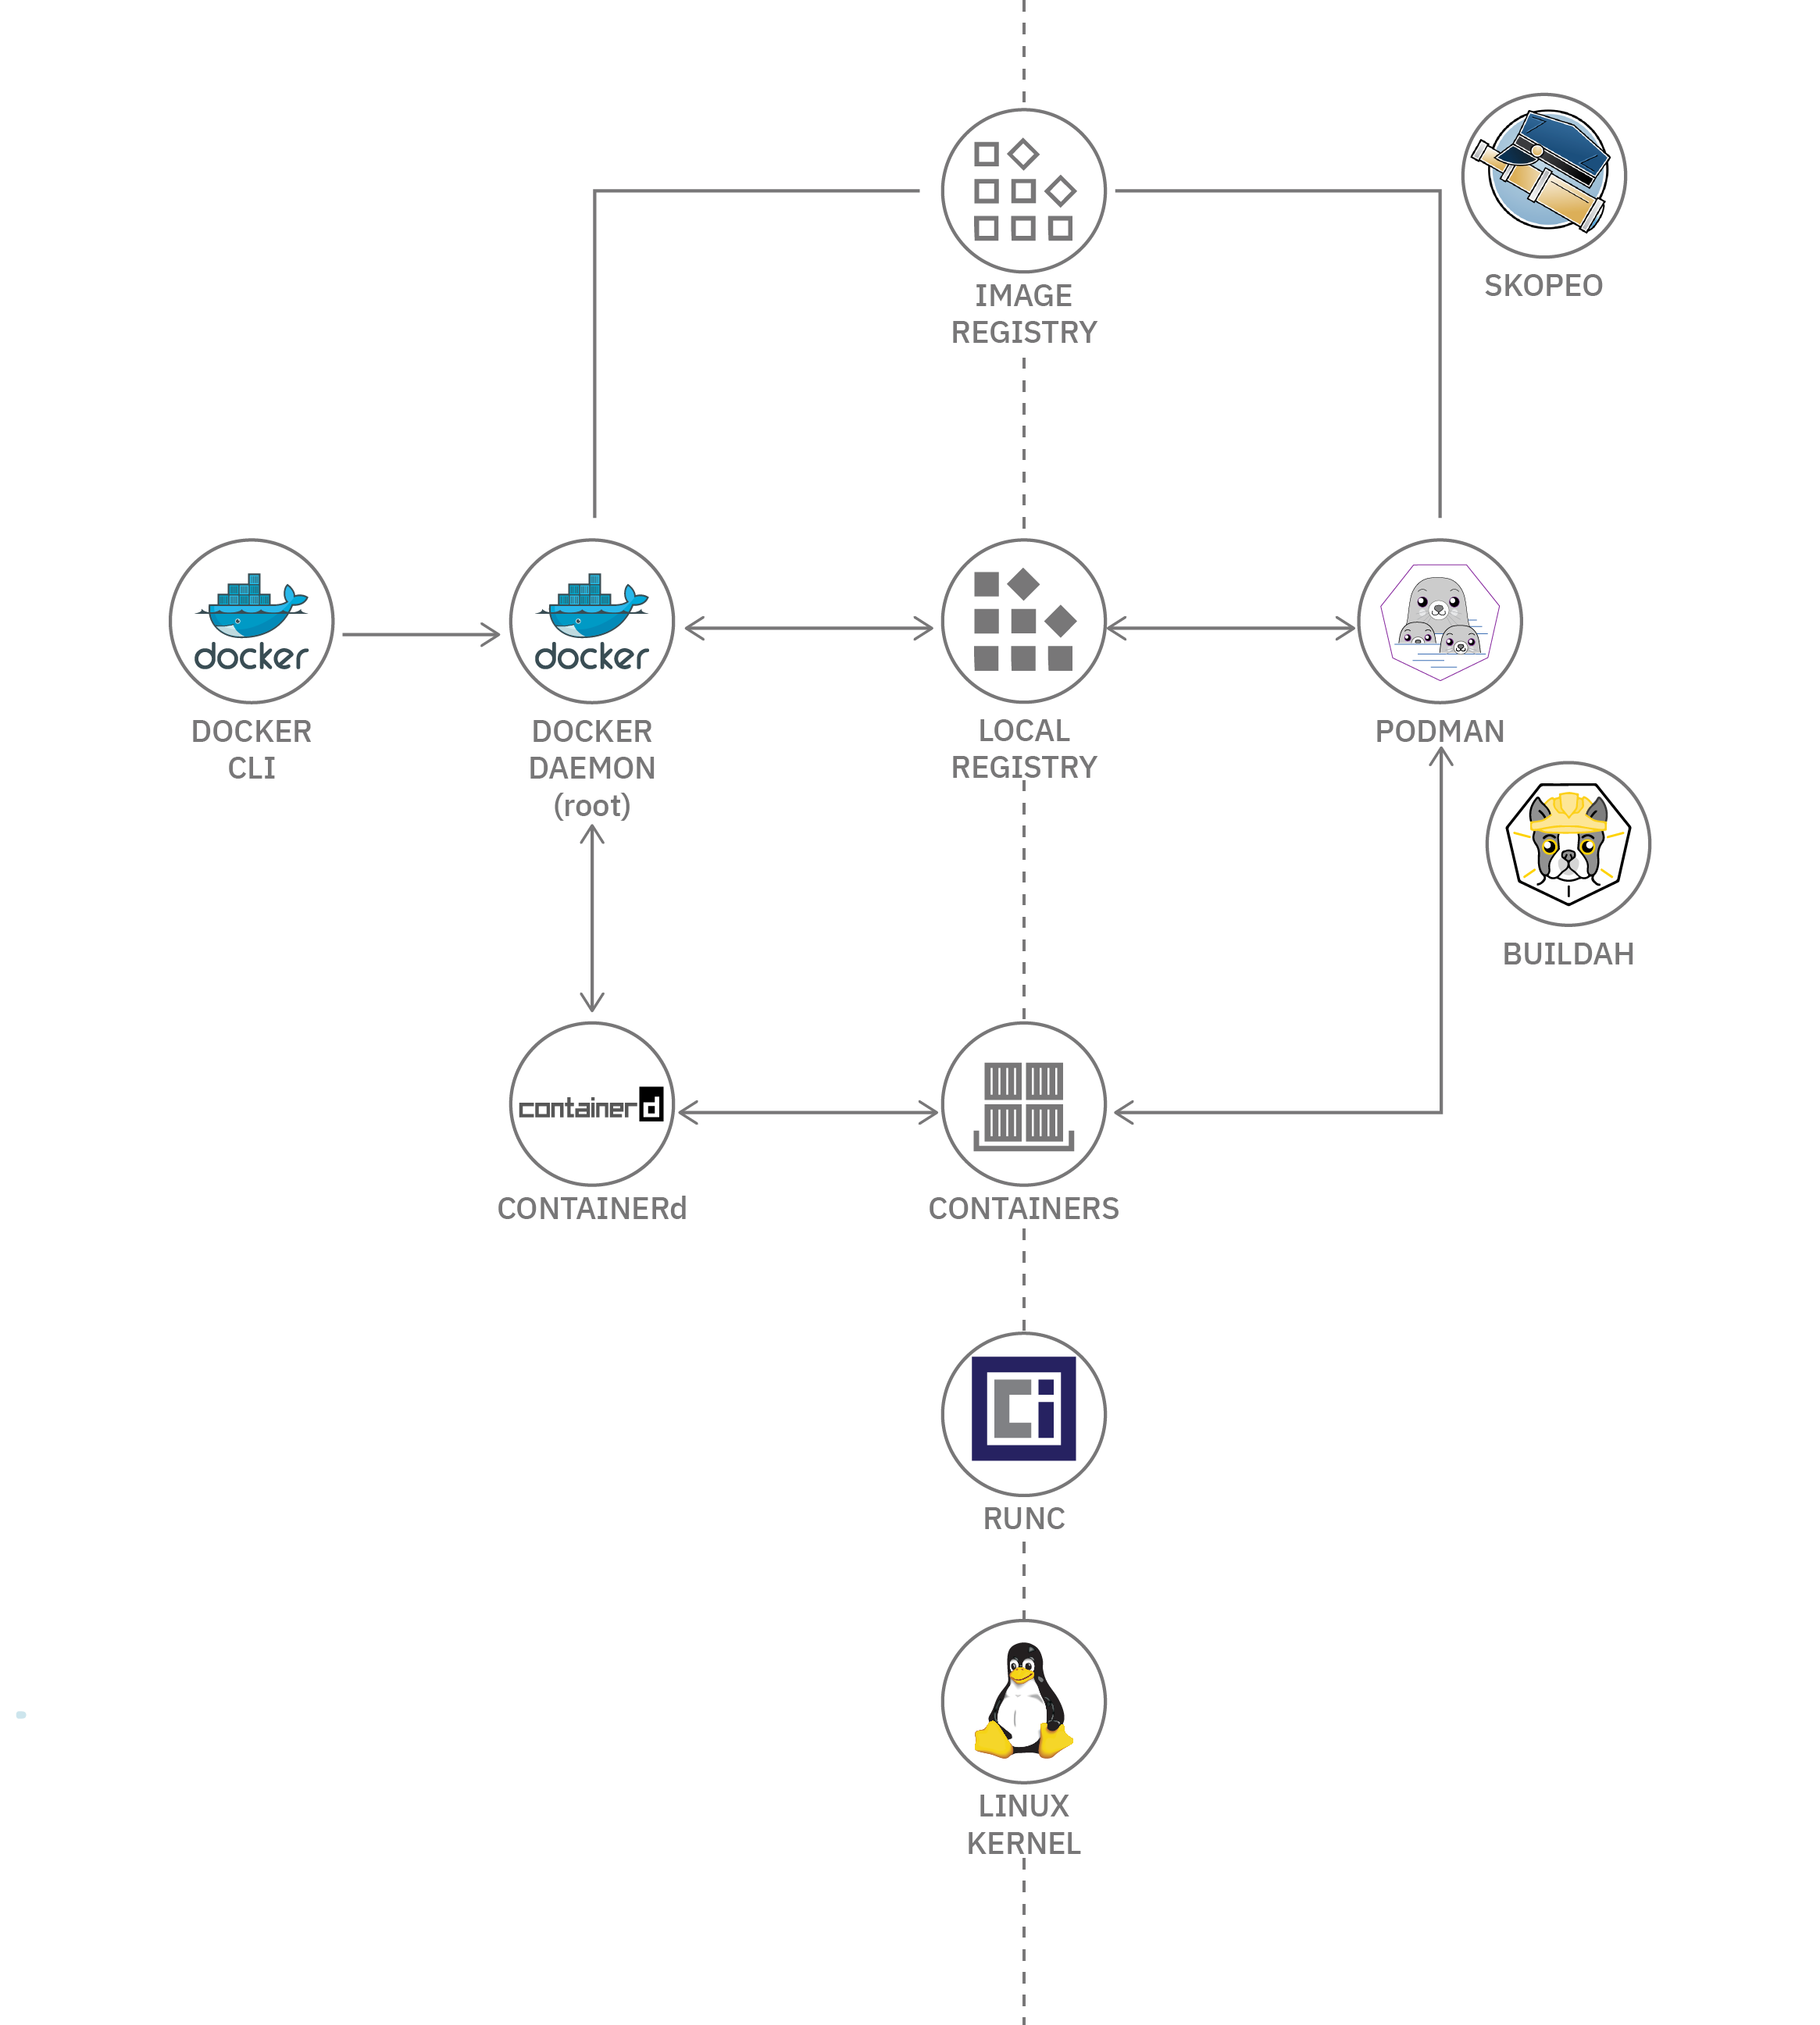 IMAGE
REGISTRY
SKOPEO
docker
DOCKER
CLI
docker
DOCKER
DAEMON
(root)
LOCAL
REGISTRY
PODMAN
BUILDAH
containerd
CONTAINERd
CONTAINERS
Ci
RUNC
LINUX
KERNEL